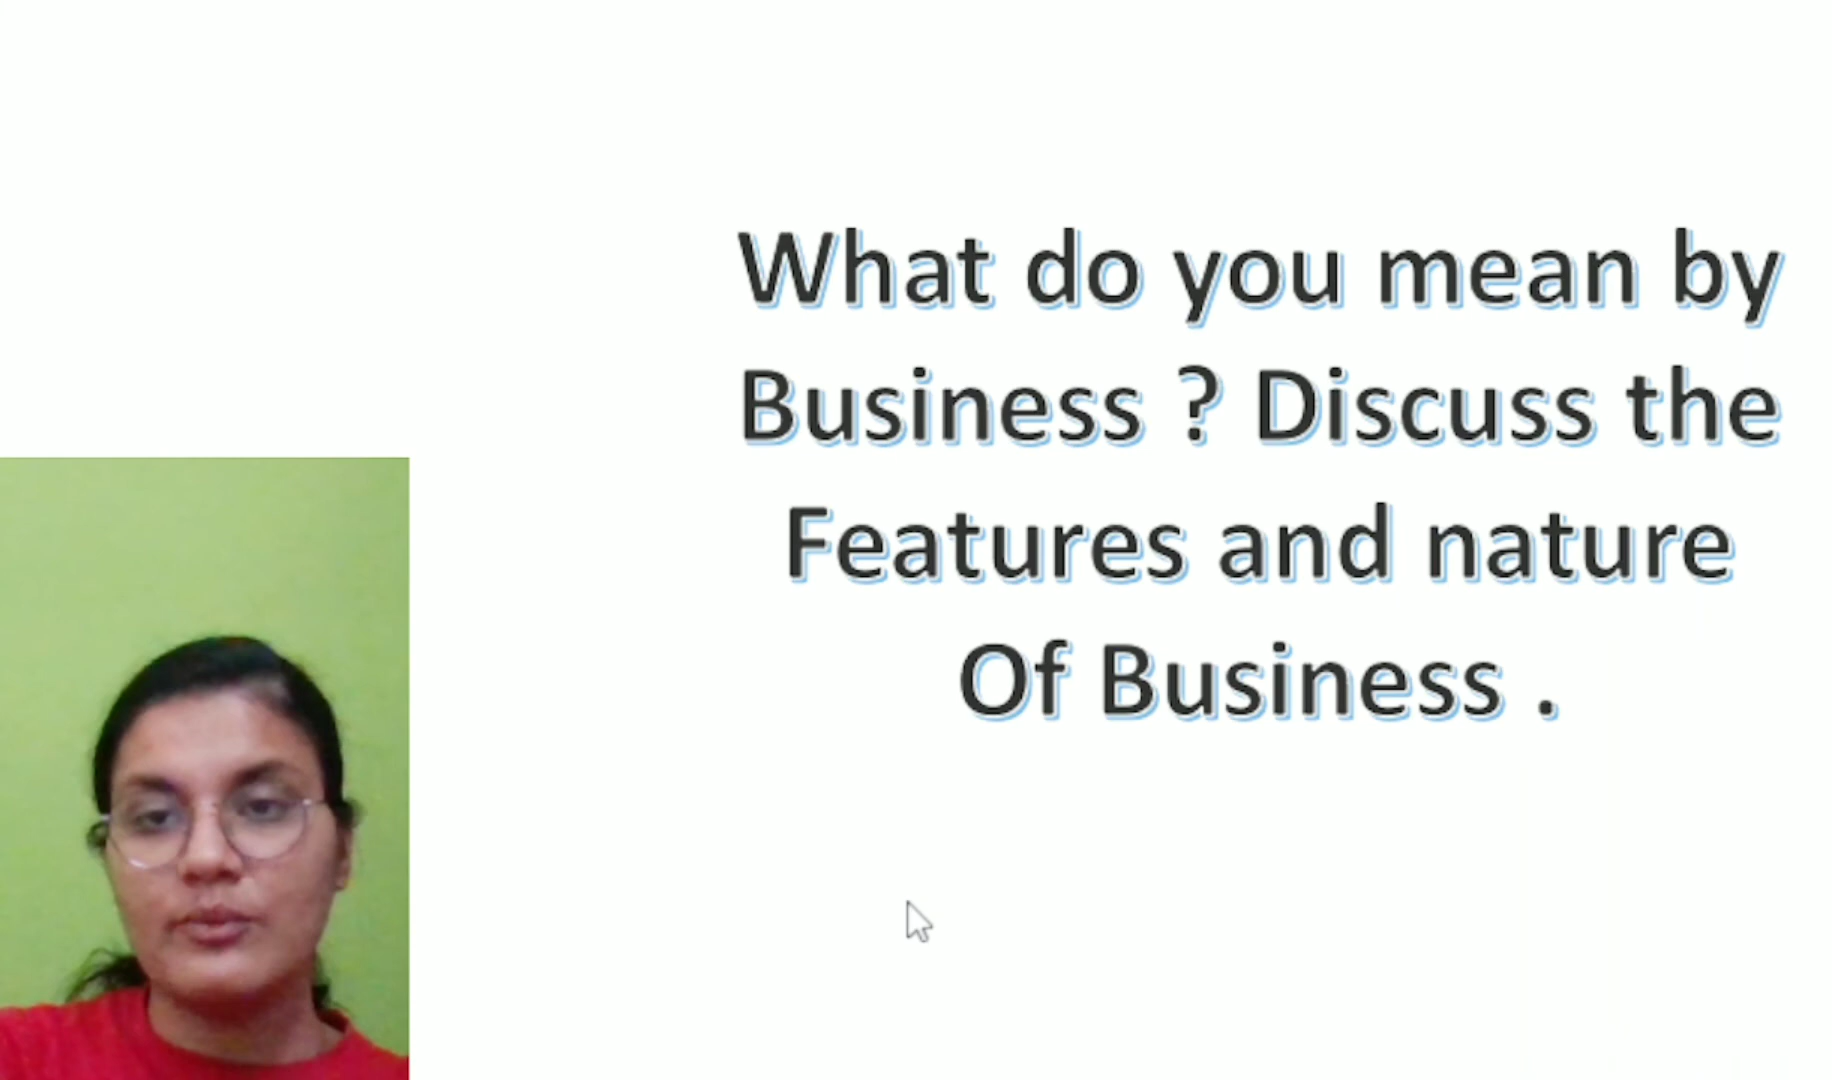 What do you mean by
Business ? Discuss the
Features and nature
Of Business .